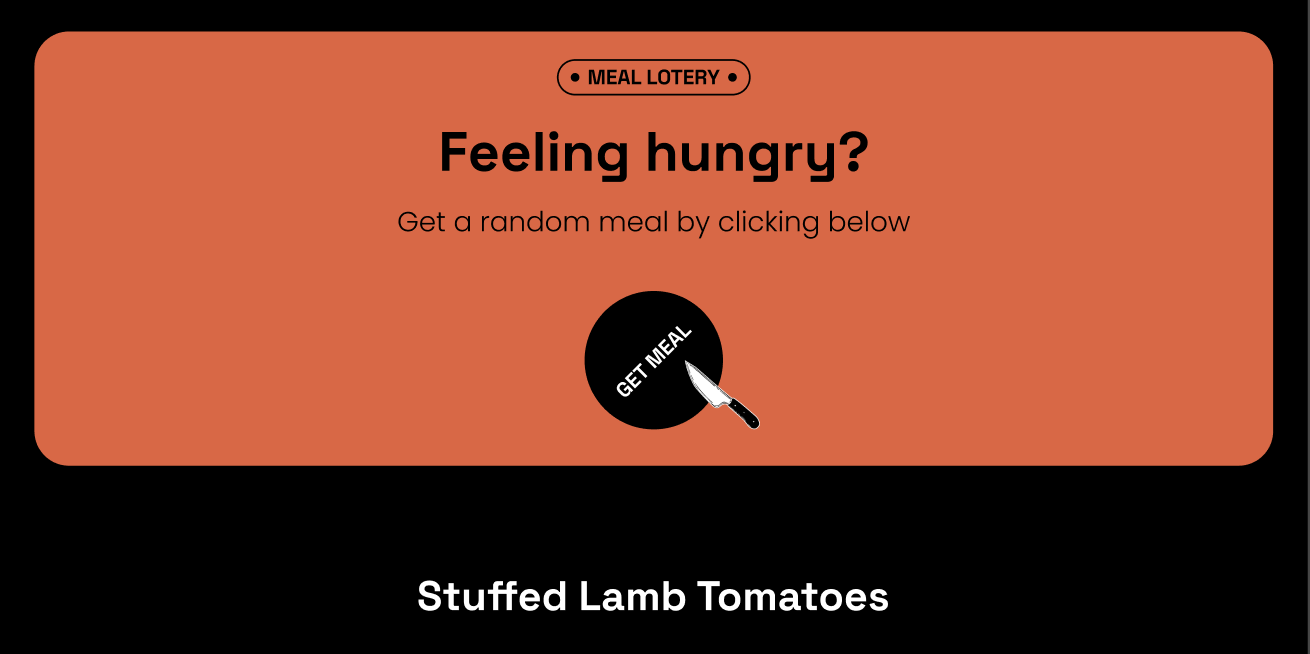 • MEAL LOTERY •
Feeling hungry?
Get a random meal by clicking below
GET MEAL
Stuffed Lamb Tomatoes